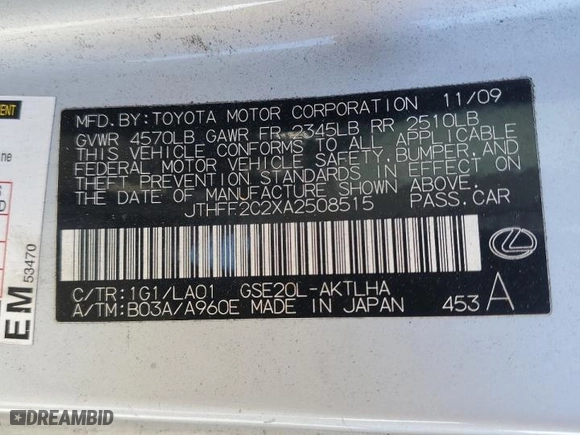 MFD.BY:TOYOTA MOTOR CORPORATION 11/09
GVWR 4570LB GAWR FR 2345LB RR 2510LB
THIS VEHICLE CONFORMS TO ALL APPLICABLE
FEDERAL MOTOR VEHICLE SAFETY, BUMPER, AND
THEFT PREVENTION STANDARDS IN EFFECT ON
THE DATE OF MANUFACTURE SHOWN ABOVE.
JTHFF2C2XA2508515 PASS.CAR
C/TR:1G1/LA01 GSE20L-AKTLHA
A/TM:B03A/A960E MADE IN JAPAN 453 A
EM 53470
DREAMBID